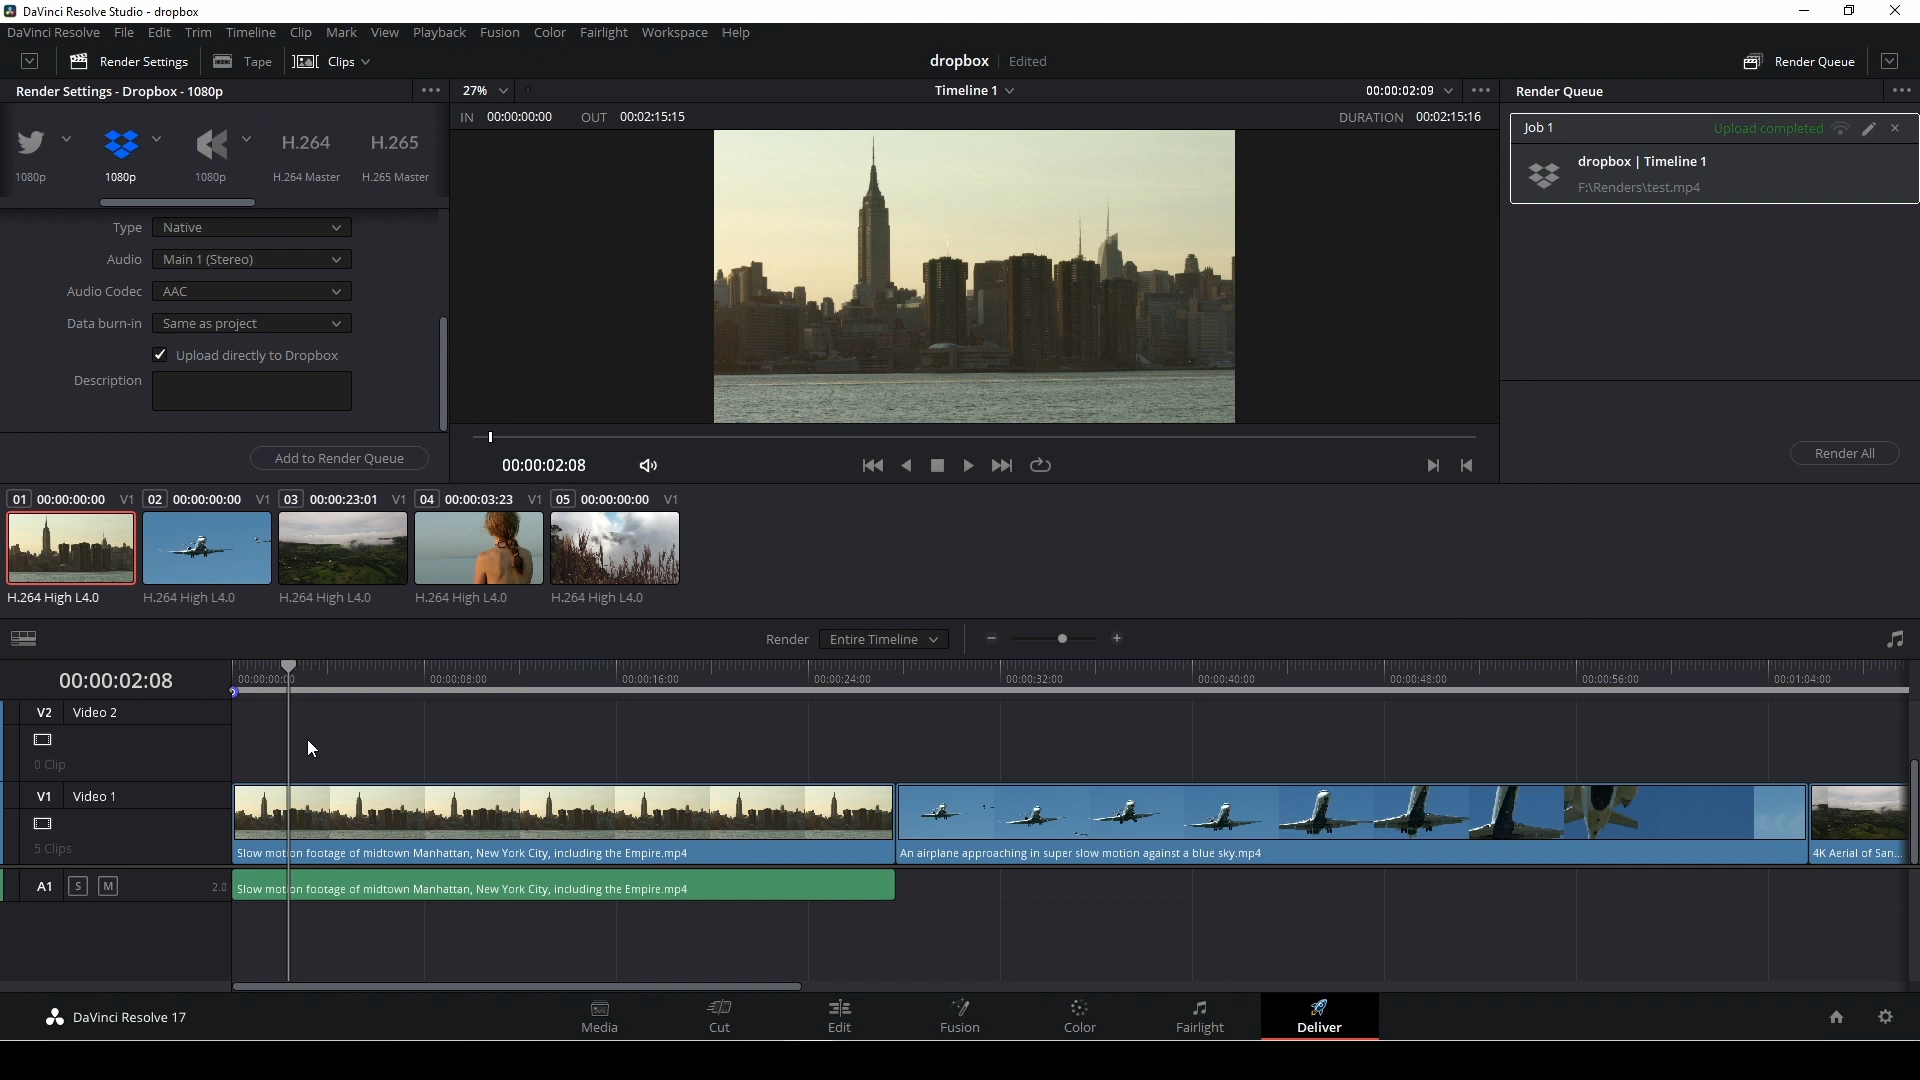 DaVinci Resolve Studio - dropbox
DaVinci Resolve File Edit Trim Timeline Clip Mark View Playback Fusion Color Fairlight Workspace Help
Render Settings Tape Clips dropbox Edited Render Queue
Render Settings - Dropbox - 1080p 27% Timeline 1 00:00:02:09 Render Queue
IN 00:00:00:00 OUT 00:02:15:15 DURATION 00:02:15:16
Job 1 Upload completed
H.264 H.265
1080p 1080p 1080p H.264 Master H.265 Master
dropbox | Timeline 1
F:\Renders\test.mp4
Type Native
Audio Main 1 (Stereo)
Audio Codec AAC
Data burn-in Same as project
Upload directly to Dropbox
Description
Add to Render Queue
00:00:02:08
Render All
01 00:00:00:00 V1 02 00:00:00:00 V1 03 00:00:23:01 V1 04 00:00:03:23 V1 05 00:00:00:00 V1
H.264 High L4.0 H.264 High L4.0 H.264 High L4.0 H.264 High L4.0 H.264 High L4.0
Render Entire Timeline
00:00:02:08
00:00:00:00 00:00:08:00 00:00:16:00 00:00:24:00 00:00:32:00 00:00:40:00 00:00:48:00 00:00:56:00 00:01:04:00
V2 Video 2
0 Clip
V1 Video 1
5 Clips
Slow motion footage of midtown Manhattan, New York City, including the Empire.mp4 An airplane approaching in super slow motion against a blue sky.mp4 4K Aerial of San...
A1 S M 2.0 Slow motion footage of midtown Manhattan, New York City, including the Empire.mp4
DaVinci Resolve 17
Media Cut Edit Fusion Color Fairlight Deliver